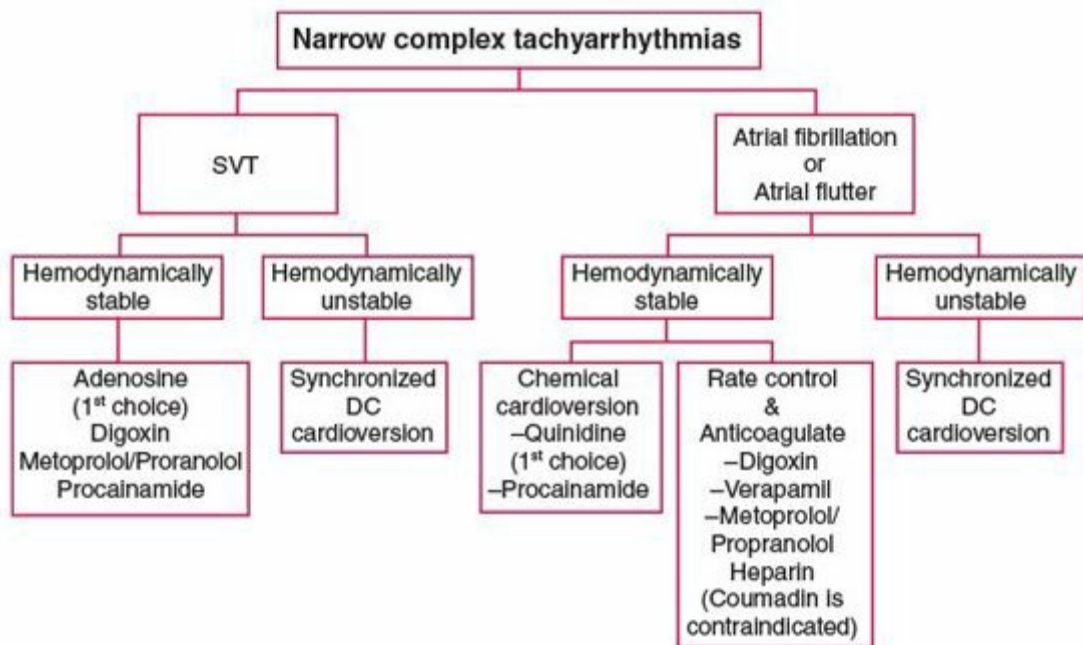 Narrow complex tachyarrhythmias
SVT
Atrial fibrillation
or
Atrial flutter
Hemodynamically
stable
Hemodynamically
unstable
Hemodynamically
stable
Hemodynamically
unstable
Adenosine
(1st choice)
Digoxin
Metoprolol/Proranolol
Procainamide
Synchronized
DC
cardioversion
Chemical
cardioversion
–Quinidine
(1st choice)
–Procainamide
Rate control
&
Anticoagulate
–Digoxin
–Verapamil
–Metoprolol/
Propranolol
Heparin
(Coumadin is
contraindicated)
Synchronized
DC
cardioversion